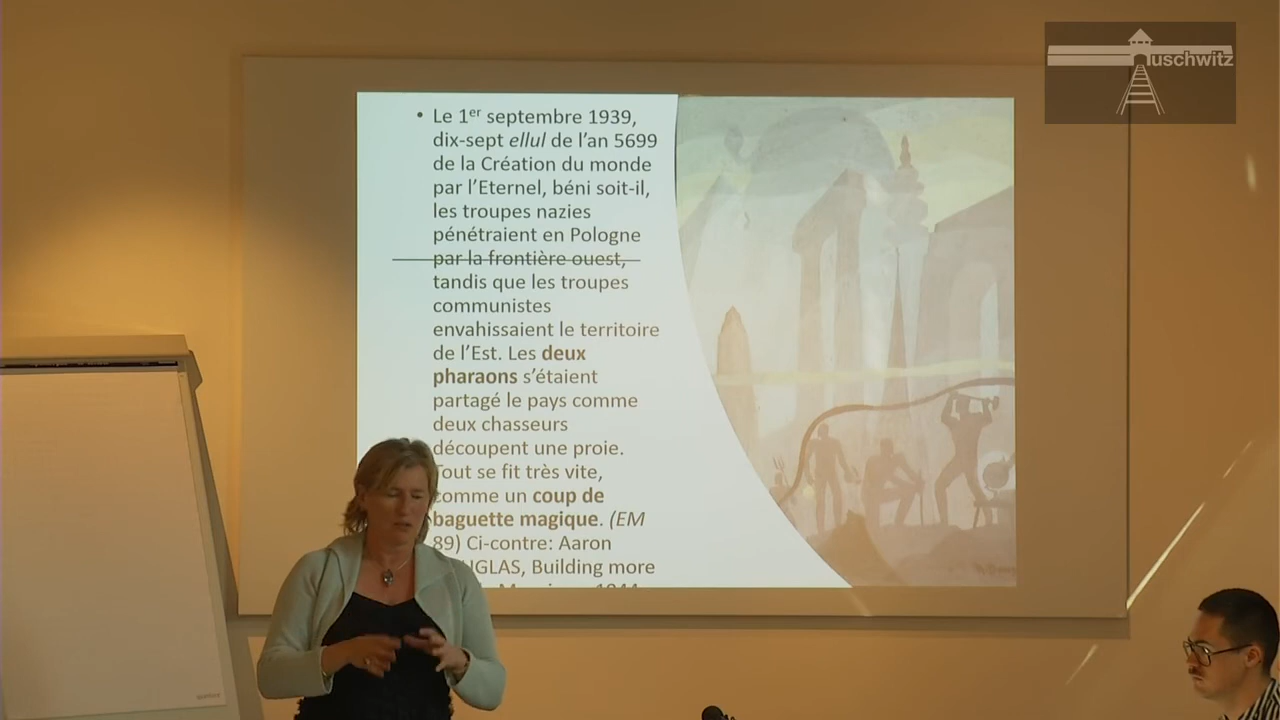 uschwitz
• Le 1er septembre 1939,
dix-sept ellul de l'an 5699
de la Création du monde
par l'Eternel, béni soit-il,
les troupes nazies
pénétraient en Pologne
par la frontière ouest,
tandis que les troupes
communistes
envahissaient le territoire
de l'Est. Les deux
pharaons s'étaient
partagé le pays comme
deux chasseurs
découpent une proie.
Tout se fit très vite,
comme un coup de
baguette magique. (EM
89) Ci-contre: Aaron
UGLAS, Building more